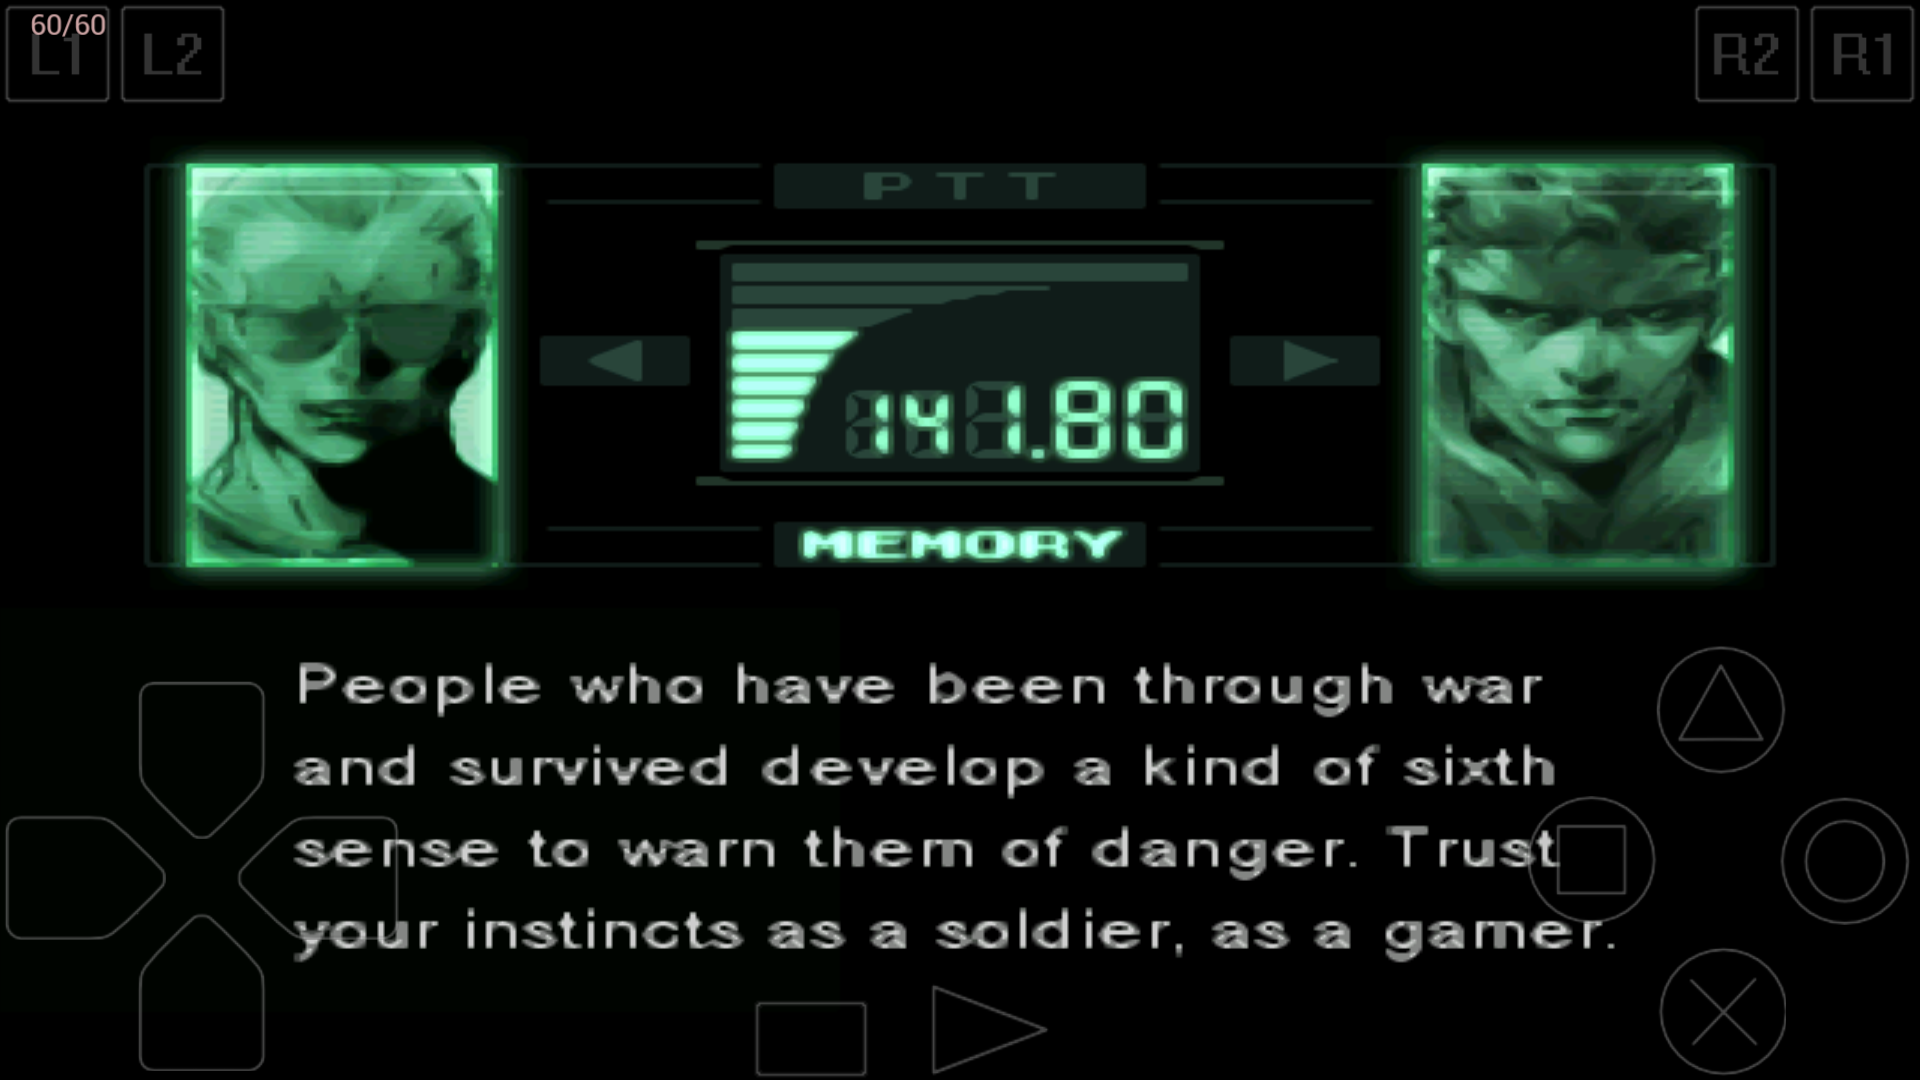 60/60
L1 L2 R2 R1
PTT
141.80
MEMORY
People who have been through war
and survived develop a kind of sixth
sense to warn them of danger. Trust
your instincts as a soldier, as a gamer.